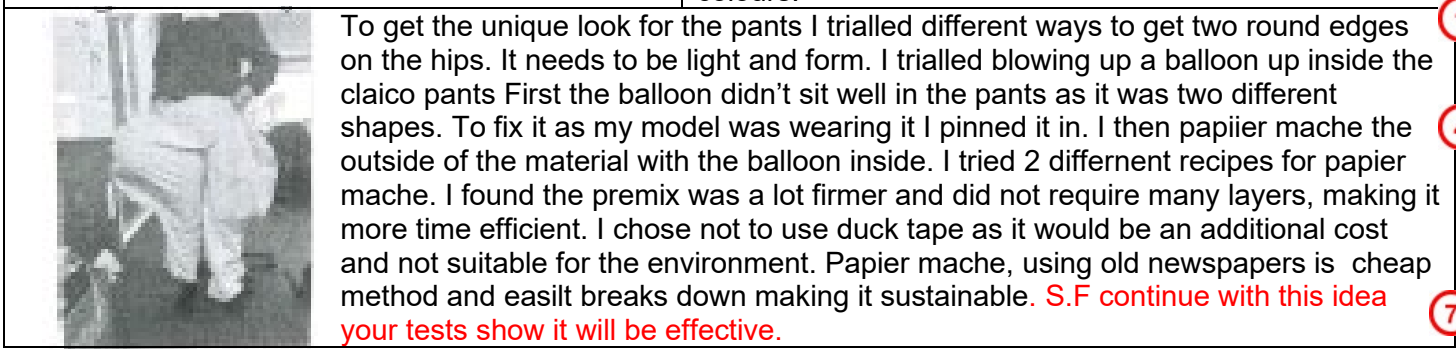 colours.
To get the unique look for the pants I trialled different ways to get two round edges
on the hips. It needs to be light and form. I trialled blowing up a balloon up inside the
claico pants First the balloon didn't sit well in the pants as it was two different
shapes. To fix it as my model was wearing it I pinned it in. I then papiier mache the
outside of the material with the balloon inside. I tried 2 differnent recipes for papier
mache. I found the premix was a lot firmer and did not require many layers, making it
more time efficient. I chose not to use duck tape as it would be an additional cost
and not suitable for the environment. Papier mache, using old newspapers is  cheap
method and easilt breaks down making it sustainable. S.F continue with this idea
your tests show it will be effective.
7